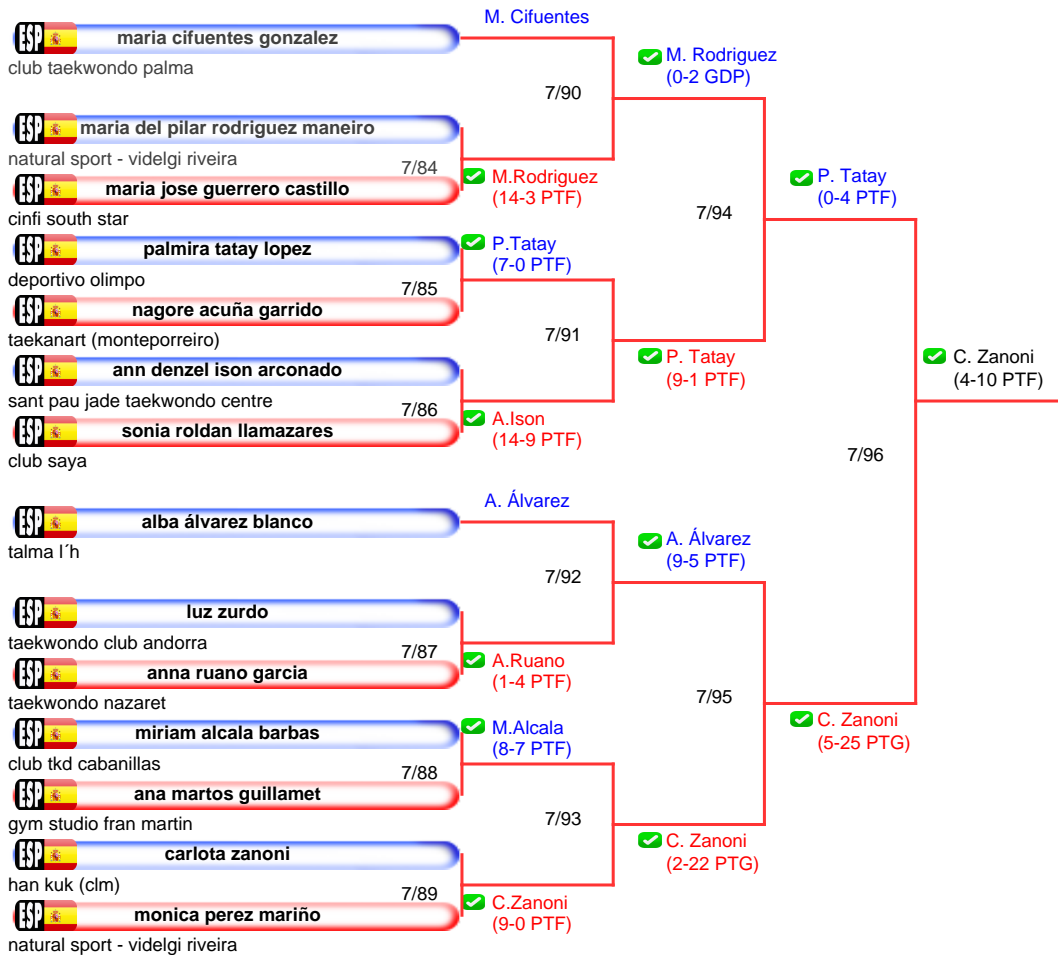 M. Cifuentes
ESP maria cifuentes gonzalez
club taekwondo palma
M. Rodriguez
(0-2 GDP)
7/90
ESP maria del pilar rodriguez maneiro
natural sport - videlgi riveira
7/84
ESP maria jose guerrero castillo
cinfi south star
M.Rodriguez
(14-3 PTF)
P. Tatay
(0-4 PTF)
7/94
ESP palmira tatay lopez
deportivo olimpo
P.Tatay
(7-0 PTF)
7/85
ESP nagore acuña garrido
taekanart (monteporreiro)
7/91
P. Tatay
(9-1 PTF)
ESP ann denzel ison arconado
sant pau jade taekwondo centre
7/86
ESP sonia roldan llamazares
club saya
A.Ison
(14-9 PTF)
C. Zanoni
(4-10 PTF)
7/96
A. Álvarez
ESP alba álvarez blanco
talma l´h
A. Álvarez
(9-5 PTF)
7/92
ESP luz zurdo
taekwondo club andorra
7/87
ESP anna ruano garcia
taekwondo nazaret
A.Ruano
(1-4 PTF)
7/95
C. Zanoni
(5-25 PTG)
ESP miriam alcala barbas
club tkd cabanillas
M.Alcala
(8-7 PTF)
7/88
ESP ana martos guillamet
gym studio fran martin
7/93
C. Zanoni
(2-22 PTG)
ESP carlota zanoni
han kuk (clm)
7/89
ESP monica perez mariño
natural sport - videlgi riveira
C.Zanoni
(9-0 PTF)